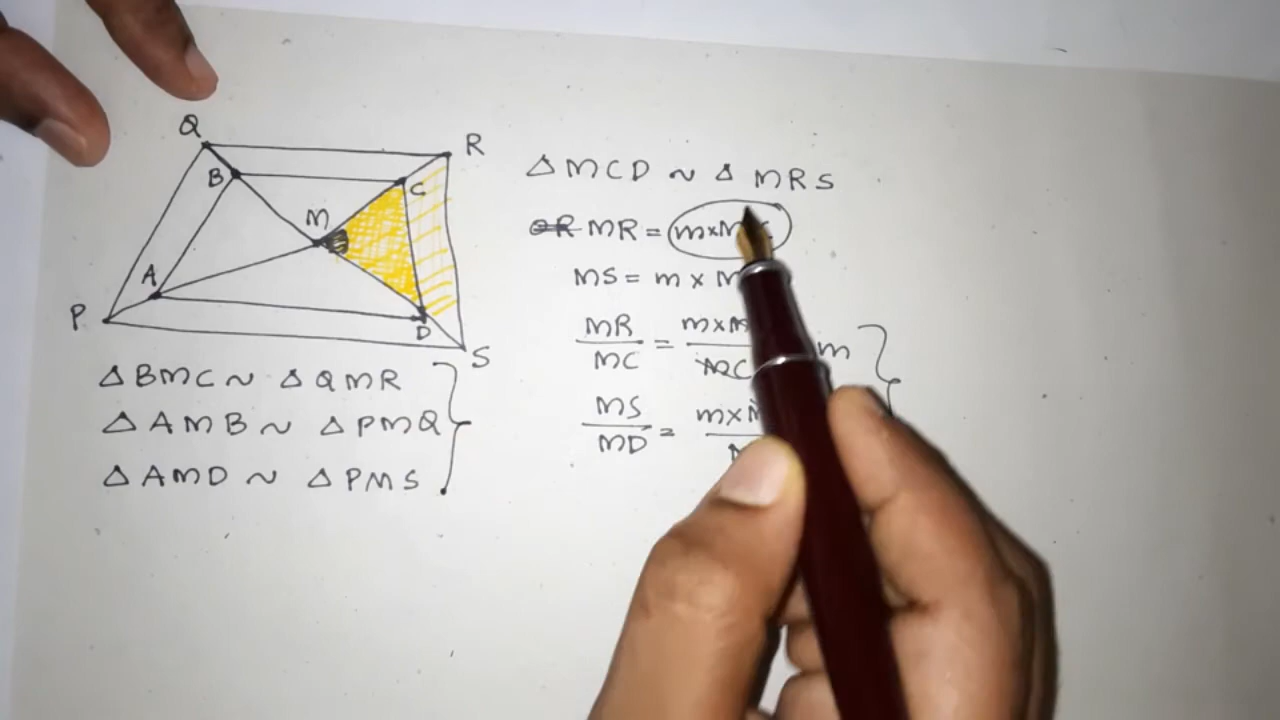 Q
R
B
C
M
A
P
D
S
△BMC ~ △QMR
△AMB ~ △PMQ
△AMD ~ △PMS
△MCD ~ △MRS
MR = m×
MS = m ×
MR/MC = m× /MC m
MS/MD = m×